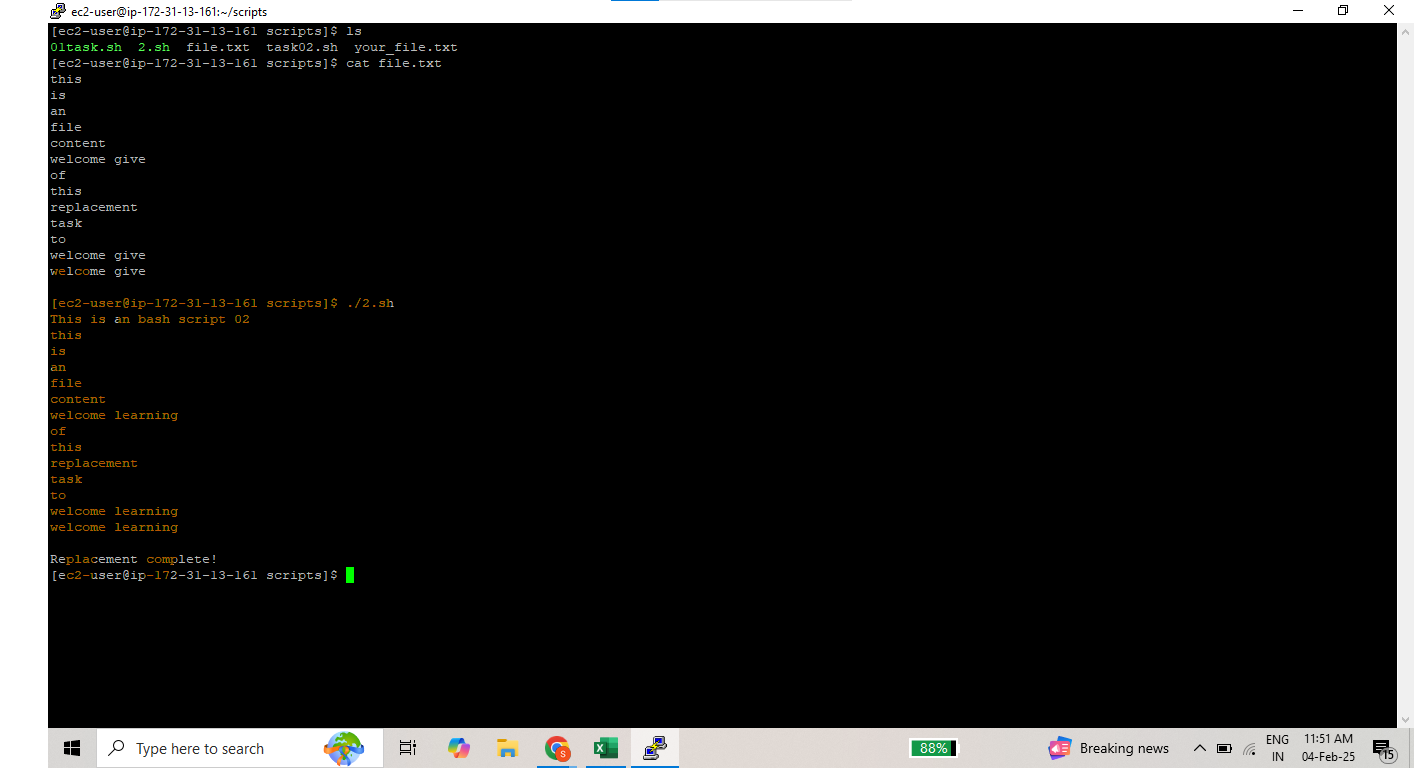 ec2-user@ip-172-31-13-161:~/scripts
[ec2-user@ip-172-31-13-161 scripts]$ ls
01task.sh 2.sh file.txt task02.sh your_file.txt
[ec2-user@ip-172-31-13-161 scripts]$ cat file.txt
this
is
an
file
content
welcome give
of
this
replacement
task
to
welcome give
welcome give
[ec2-user@ip-172-31-13-161 scripts]$ ./2.sh
This is an bash script 02
this
is
an
file
content
welcome learning
of
this
replacement
task
to
welcome learning
welcome learning
Replacement complete!
[ec2-user@ip-172-31-13-161 scripts]$
Type here to search
S
X
88%
Breaking news
ENG
IN
11:51 AM
04-Feb-25
15